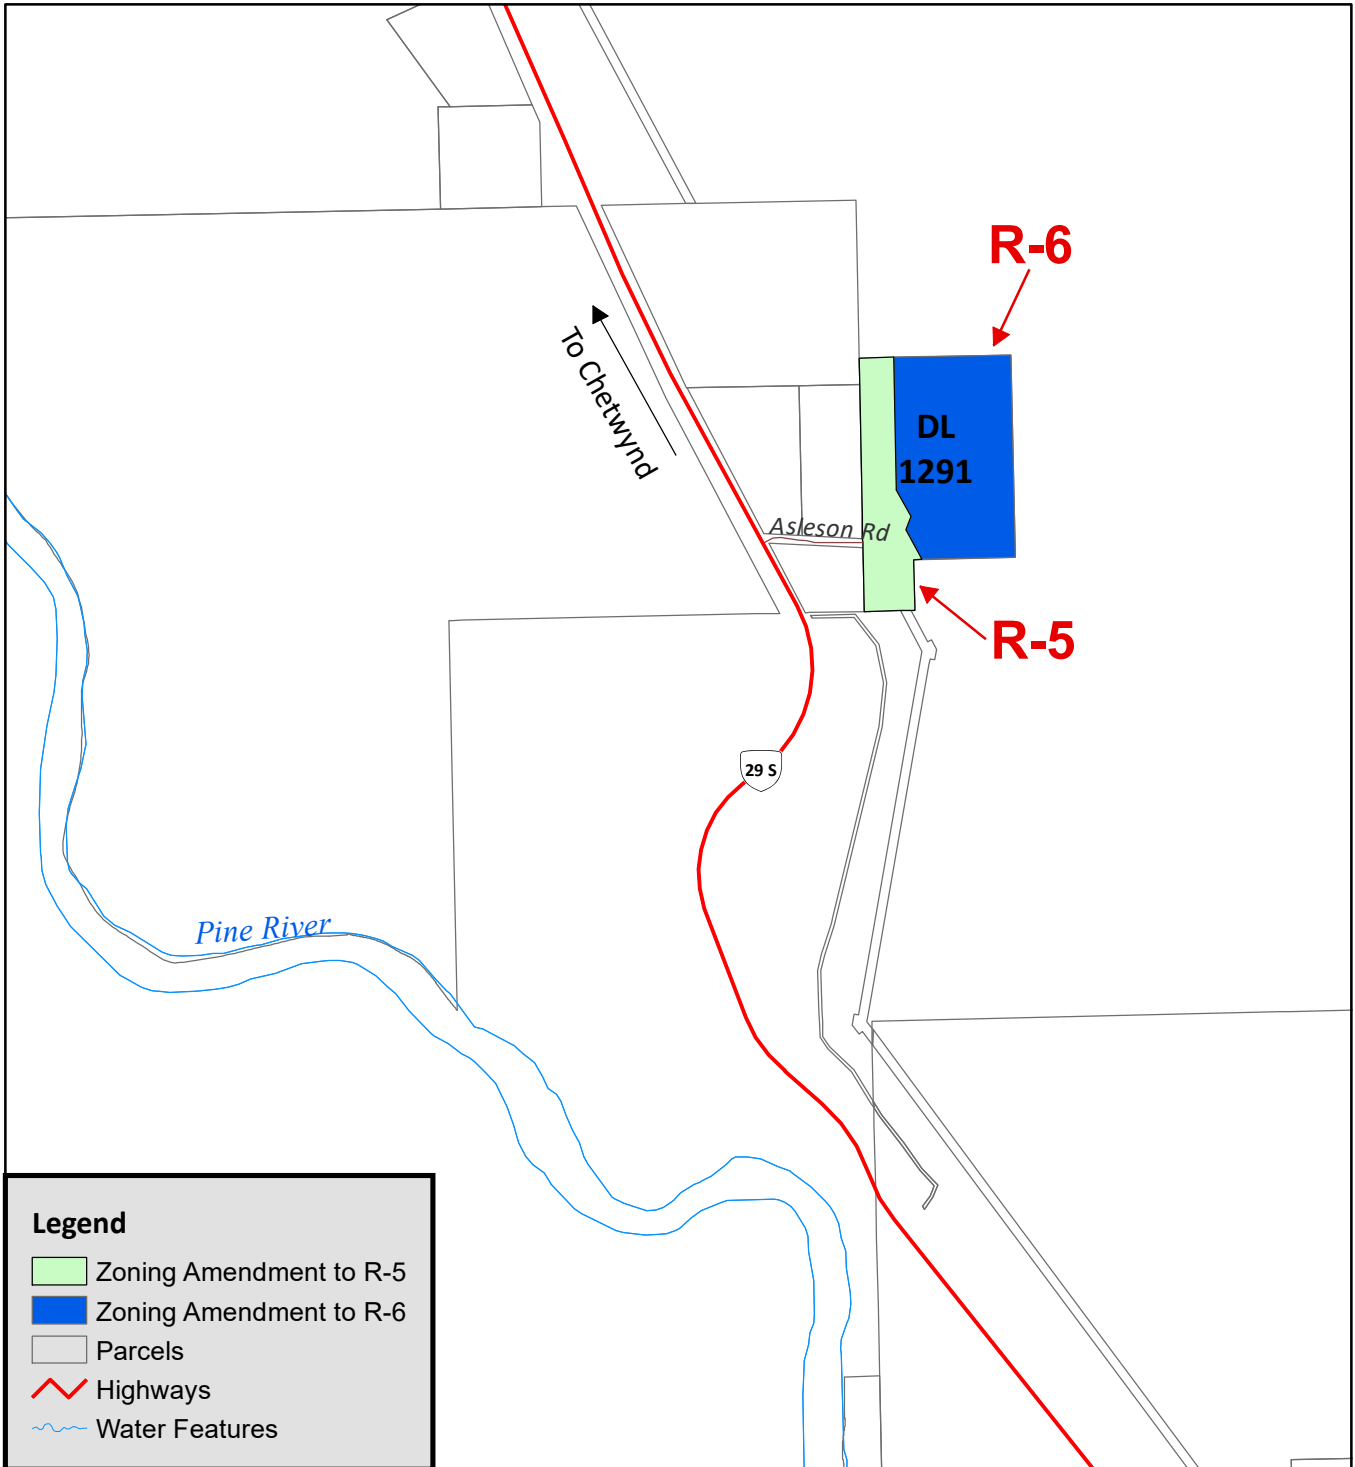 R-6
To Chetwynd
DL
1291
Asleson Rd
R-5
29 S
Pine River
Legend
Zoning Amendment to R-5
Zoning Amendment to R-6
Parcels
Highways
Water Features